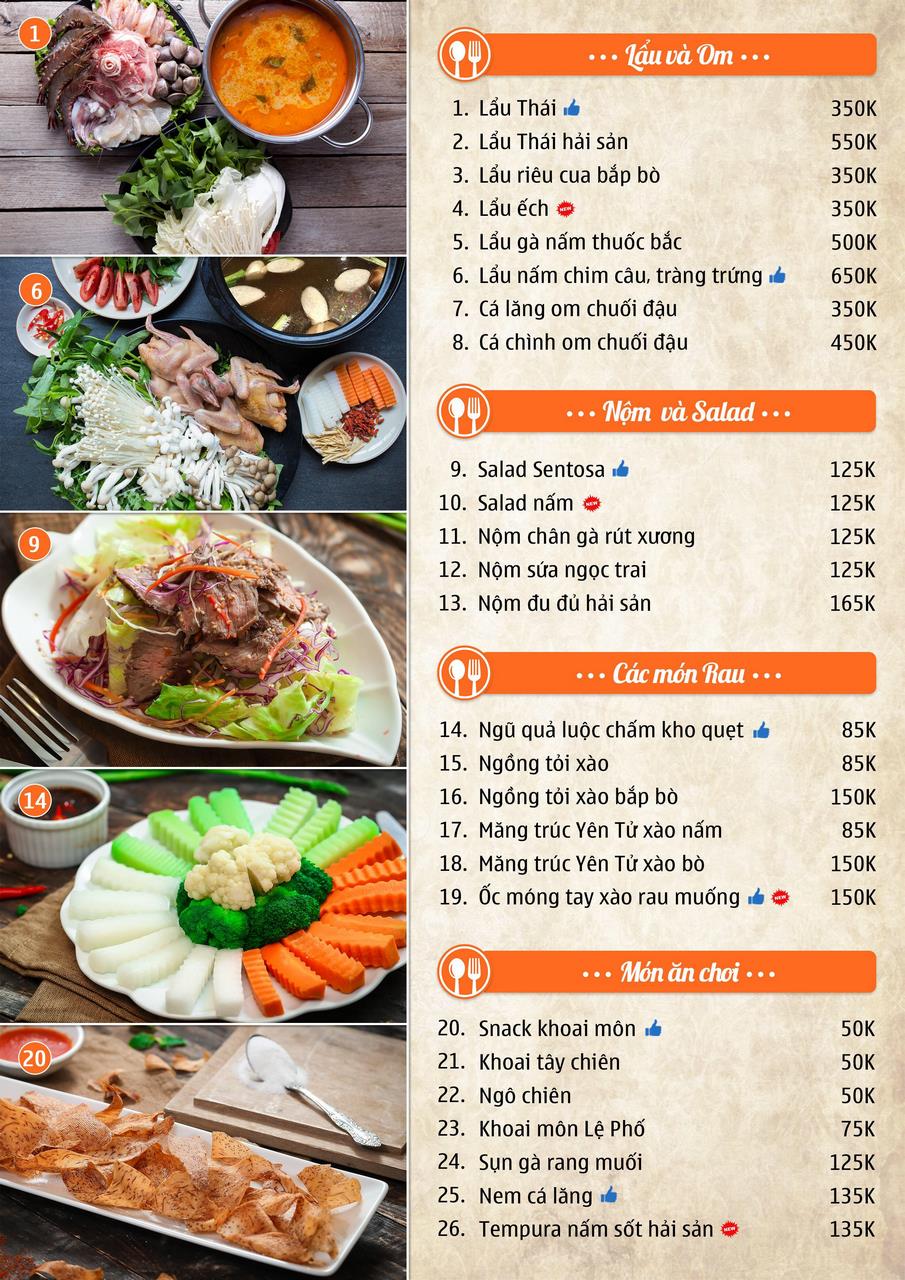 1
6
9
14
20
••• Lẩu và Om •••
1. Lẩu Thái 350K
2. Lẩu Thái hải sản 550K
3. Lẩu riêu cua bắp bò 350K
4. Lẩu ếch NEW 350K
5. Lẩu gà nấm thuốc bắc 500K
6. Lẩu nấm chim câu, tràng trứng 650K
7. Cá lăng om chuối đậu 350K
8. Cá chình om chuối đậu 450K
••• Nộm và Salad •••
9. Salad Sentosa 125K
10. Salad nấm NEW 125K
11. Nộm chân gà rút xương 125K
12. Nộm sứa ngọc trai 125K
13. Nộm đu đủ hải sản 165K
••• Các món Rau •••
14. Ngũ quả luộc chấm kho quẹt 85K
15. Ngồng tỏi xào 85K
16. Ngồng tỏi xào bắp bò 150K
17. Măng trúc Yên Tử xào nấm 85K
18. Măng trúc Yên Tử xào bò 150K
19. Ốc móng tay xào rau muống NEW 150K
••• Món ăn chơi •••
20. Snack khoai môn 50K
21. Khoai tây chiên 50K
22. Ngô chiên 50K
23. Khoai môn Lệ Phố 75K
24. Sụn gà rang muối 125K
25. Nem cá lăng 135K
26. Tempura nấm sốt hải sản NEW 135K